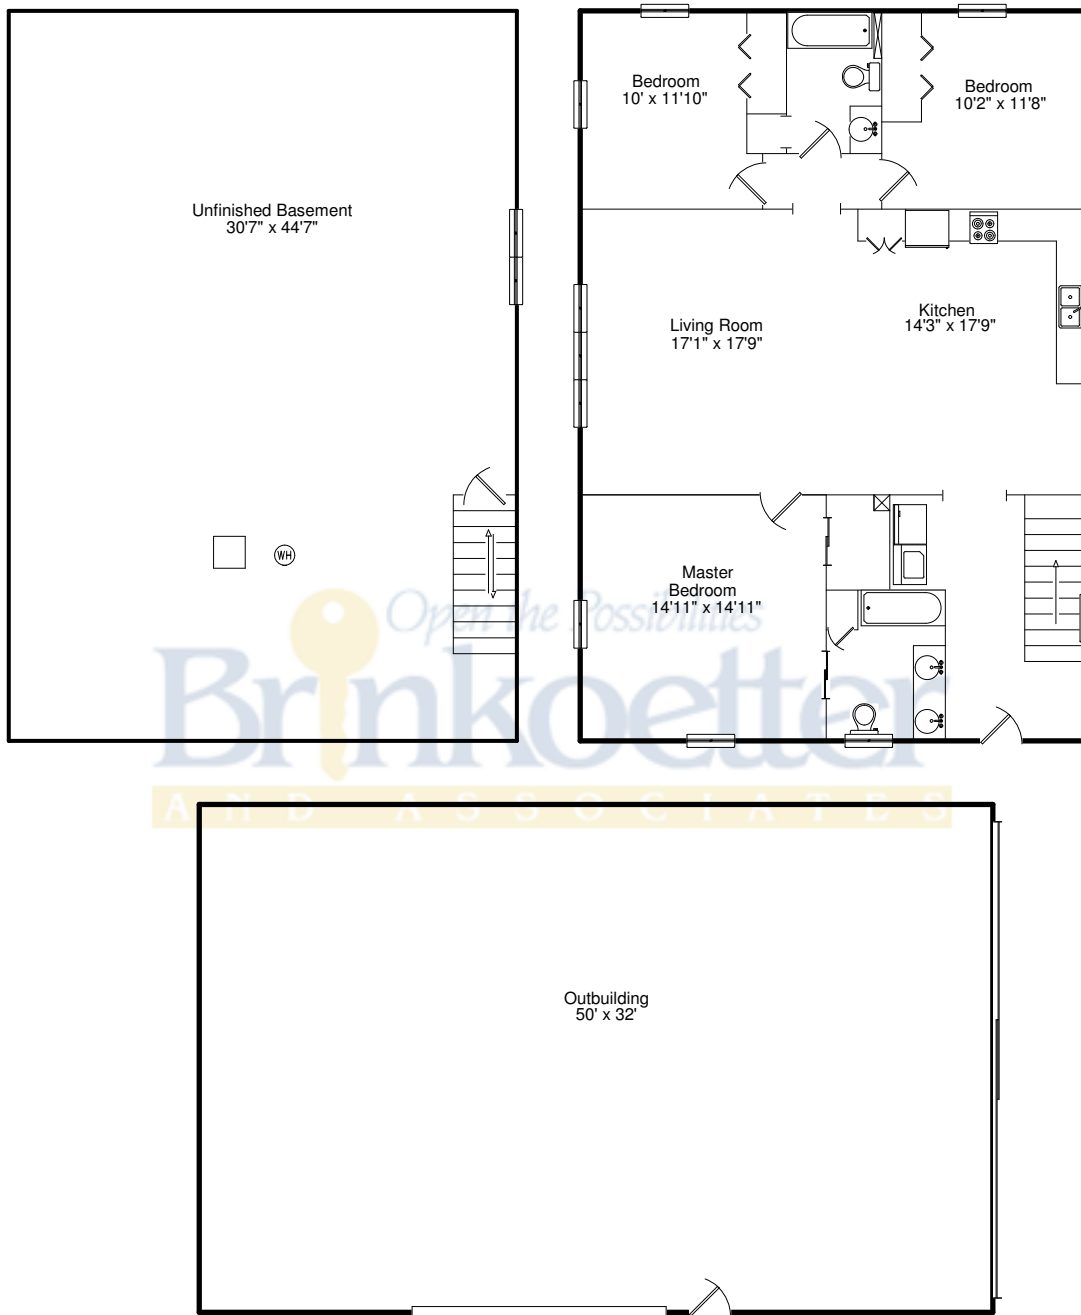 Bedroom
10' x 11'10"
Bedroom
10'2" x 11'8"
Unfinished Basement
30'7" x 44'7"
Living Room
17'1" x 17'9"
Kitchen
14'3" x 17'9"
WH
Master
Bedroom
14'11" x 14'11"
Open the Possibilities
Brinkoetter
AND ASSOCIATES
Outbuilding
50' x 32'